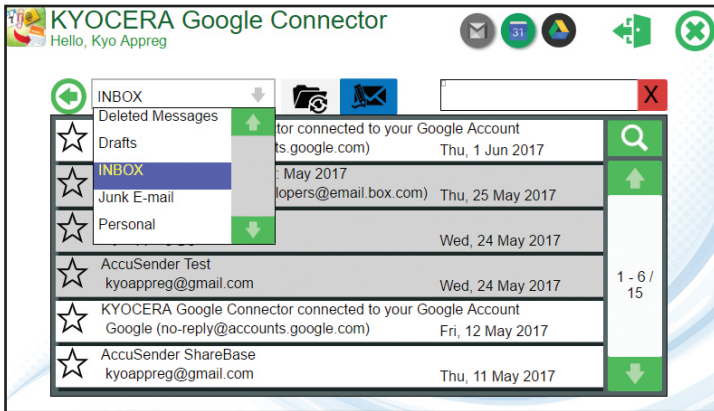 KYOCERA Google Connector
Hello, Kyo Appreg
31
INBOX
X
Deleted Messages
Drafts
INBOX
Junk E-mail
Personal
tor connected to your Google Account
ts.google.com)
Thu, 1 Jun 2017
: May 2017
lopers@email.box.com)
Thu, 25 May 2017
Wed, 24 May 2017
AccuSender Test
kyoappreg@gmail.com
Wed, 24 May 2017
KYOCERA Google Connector connected to your Google Account
Google (no-reply@accounts.google.com)
Fri, 12 May 2017
AccuSender ShareBase
kyoappreg@gmail.com
Thu, 11 May 2017
1 - 6 /
15